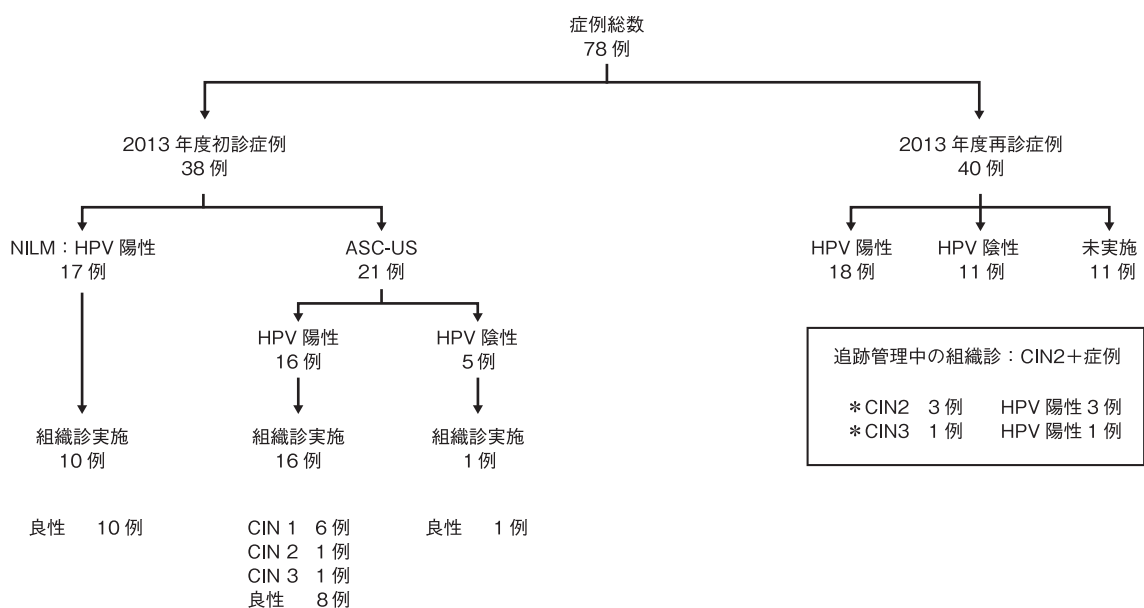 症例総数
78 例
2013 年度初診症例
38 例
2013 年度再診症例
40 例
NILM：HPV 陽性
17 例
ASC-US
21 例
HPV 陽性
18 例
HPV 陰性
11 例
未実施
11 例
HPV 陽性
16 例
HPV 陰性
5 例
追跡管理中の組織診：CIN2＋症例
＊CIN2 3 例 HPV 陽性 3 例
＊CIN3 1 例 HPV 陽性 1 例
組織診実施
10 例
組織診実施
16 例
組織診実施
1 例
良性 10 例
CIN 1 6 例
CIN 2 1 例
CIN 3 1 例
良性 8 例
良性 1 例